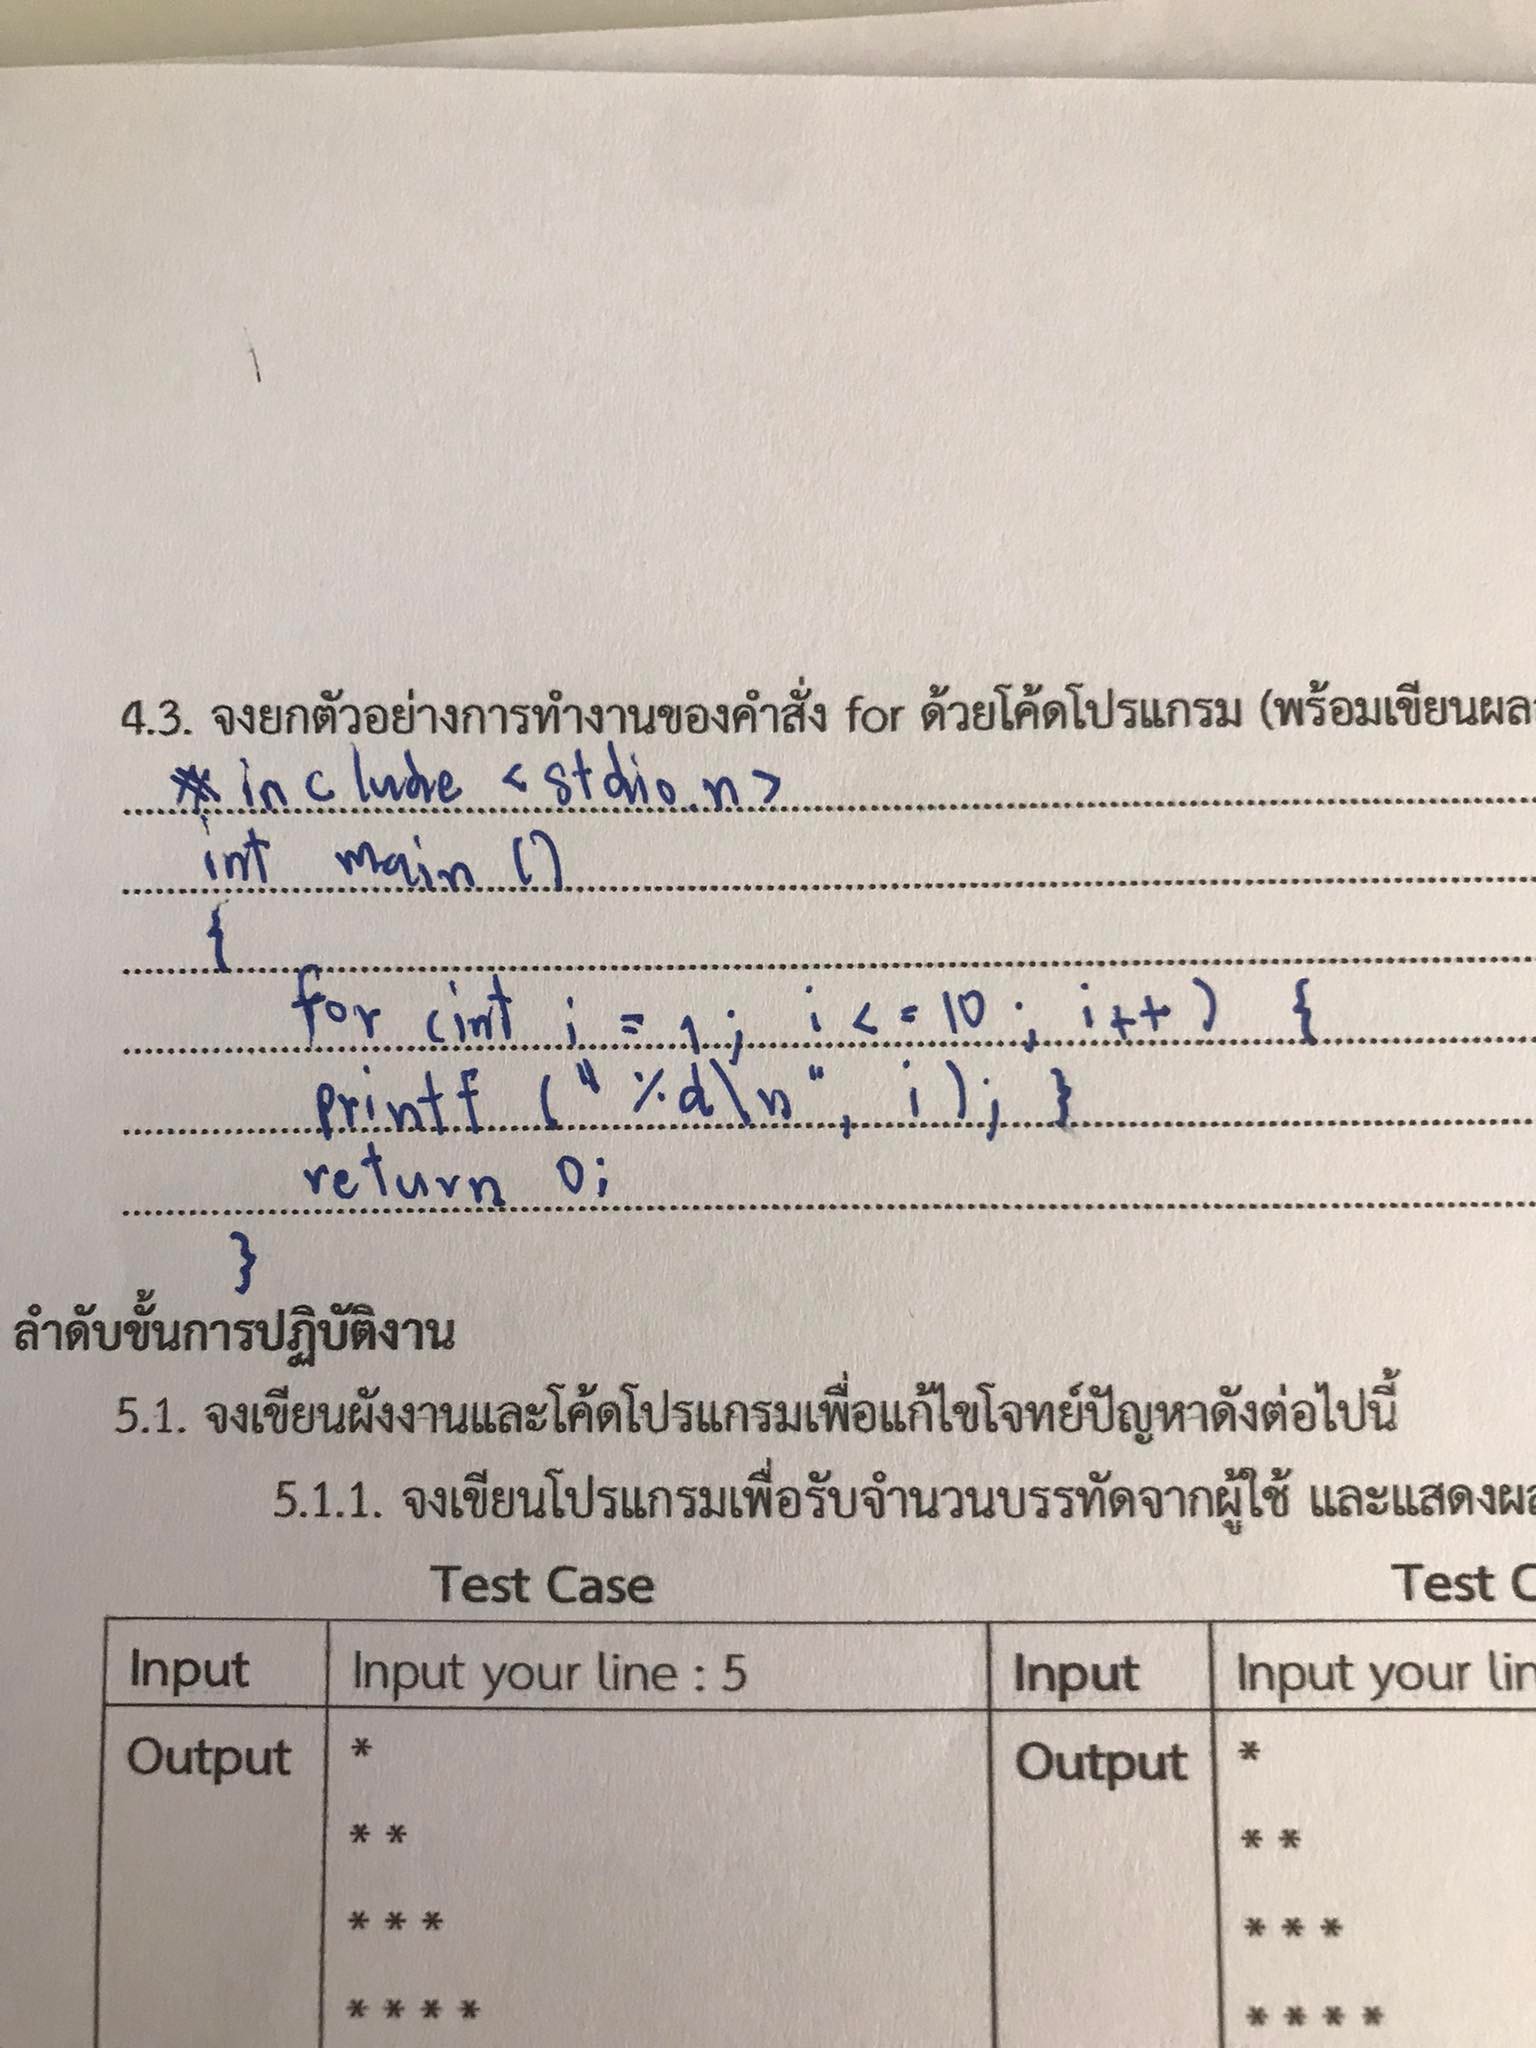 4.3. จงยกตัวอย่างการทำงานของคำสั่ง for ด้วยโค้ดโปรแกรม (พร้อมเขียนผล
#include <stdio.h>
int main ()
{
for (int i = 1; i <= 10; i++) {
printf ("%d\n", i); }
return 0;
}
ลำดับขั้นการปฏิบัติงาน
5.1. จงเขียนผังงานและโค้ดโปรแกรมเพื่อแก้ไขโจทย์ปัญหาดังต่อไปนี้
5.1.1. จงเขียนโปรแกรมเพื่อรับจำนวนบรรทัดจากผู้ใช้ และแสดงผล
Test Case Test C
Input Input your line : 5 Input Input your lin
Output * Output *
* * * *
* * * * * *
* * * * * * * *